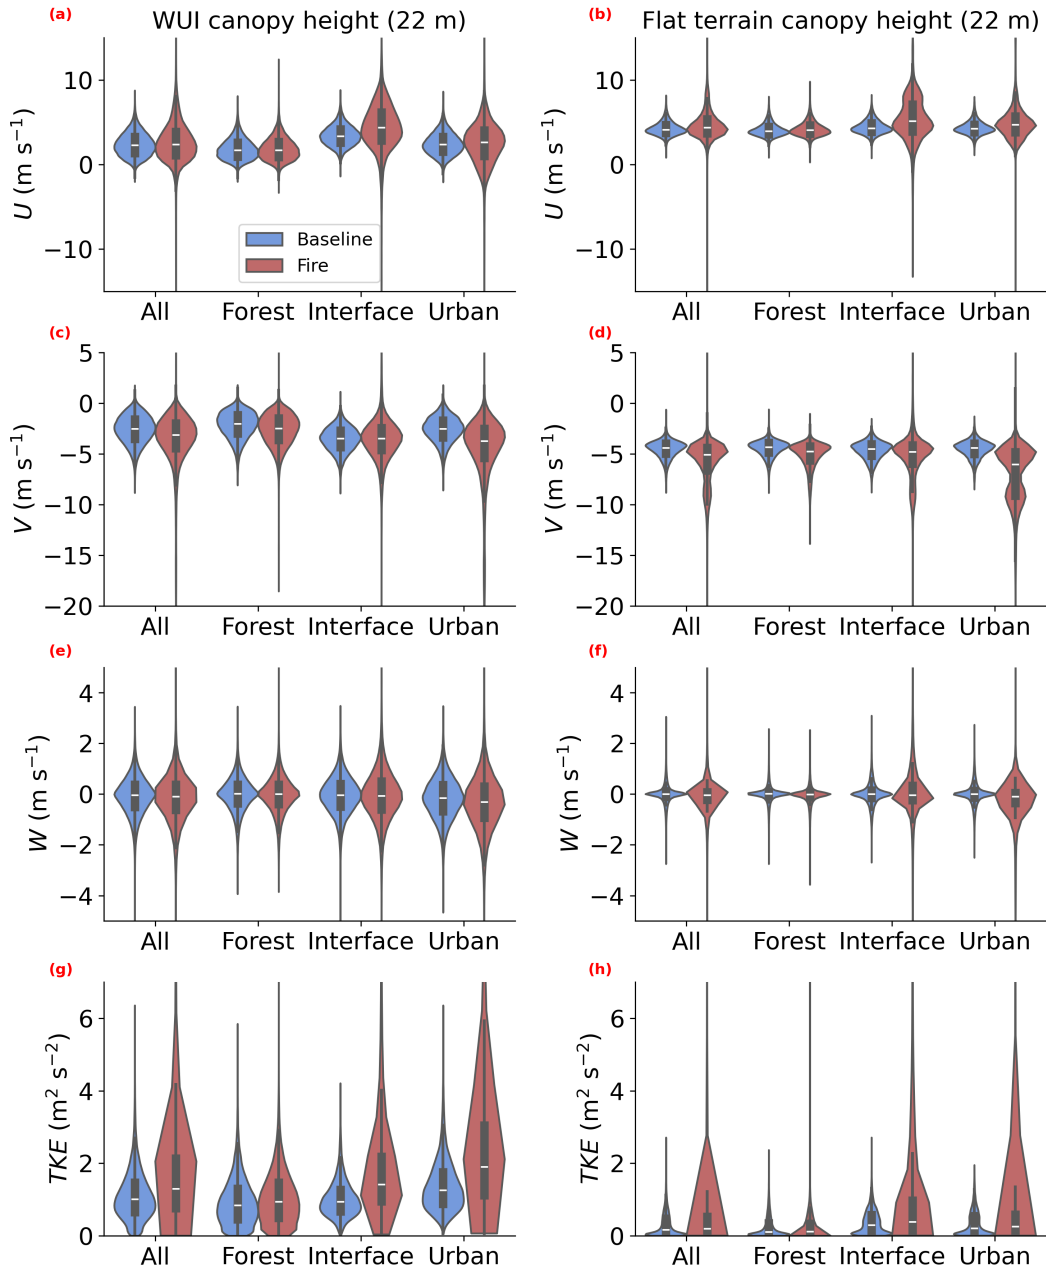 (a) WUI canopy height (22 m)
(b) Flat terrain canopy height (22 m)
U (m s⁻¹)
10
0
−10
Baseline
Fire
All Forest Interface Urban
U (m s⁻¹)
10
0
−10
All Forest Interface Urban
(c)
V (m s⁻¹)
5
0
−5
−10
−15
−20
All Forest Interface Urban
(d)
V (m s⁻¹)
5
0
−5
−10
−15
−20
All Forest Interface Urban
(e)
W (m s⁻¹)
4
2
0
−2
−4
All Forest Interface Urban
(f)
W (m s⁻¹)
4
2
0
−2
−4
All Forest Interface Urban
(g)
TKE (m² s⁻²)
6
4
2
0
All Forest Interface Urban
(h)
TKE (m² s⁻²)
6
4
2
0
All Forest Interface Urban